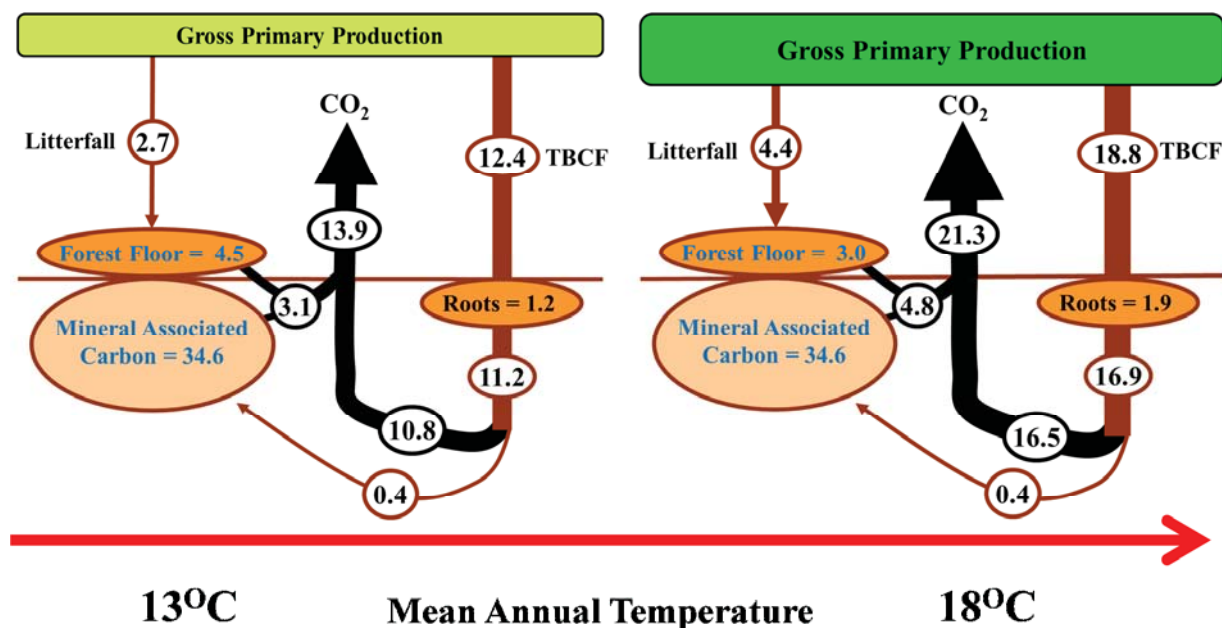 Gross Primary Production
CO₂
Litterfall
2.7
12.4
TBCF
13.9
Forest Floor = 4.5
3.1
Roots = 1.2
Mineral Associated
Carbon = 34.6
11.2
10.8
0.4
Gross Primary Production
CO₂
Litterfall
4.4
18.8
TBCF
21.3
Forest Floor = 3.0
4.8
Roots = 1.9
Mineral Associated
Carbon = 34.6
16.9
16.5
0.4
13ᴼC
Mean Annual Temperature
18ᴼC